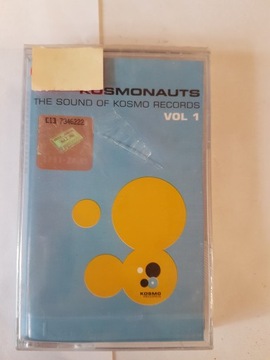 KOSMONAUTS
THE SOUND OF KOSMO RECORDS
VOL 1
KOSMO